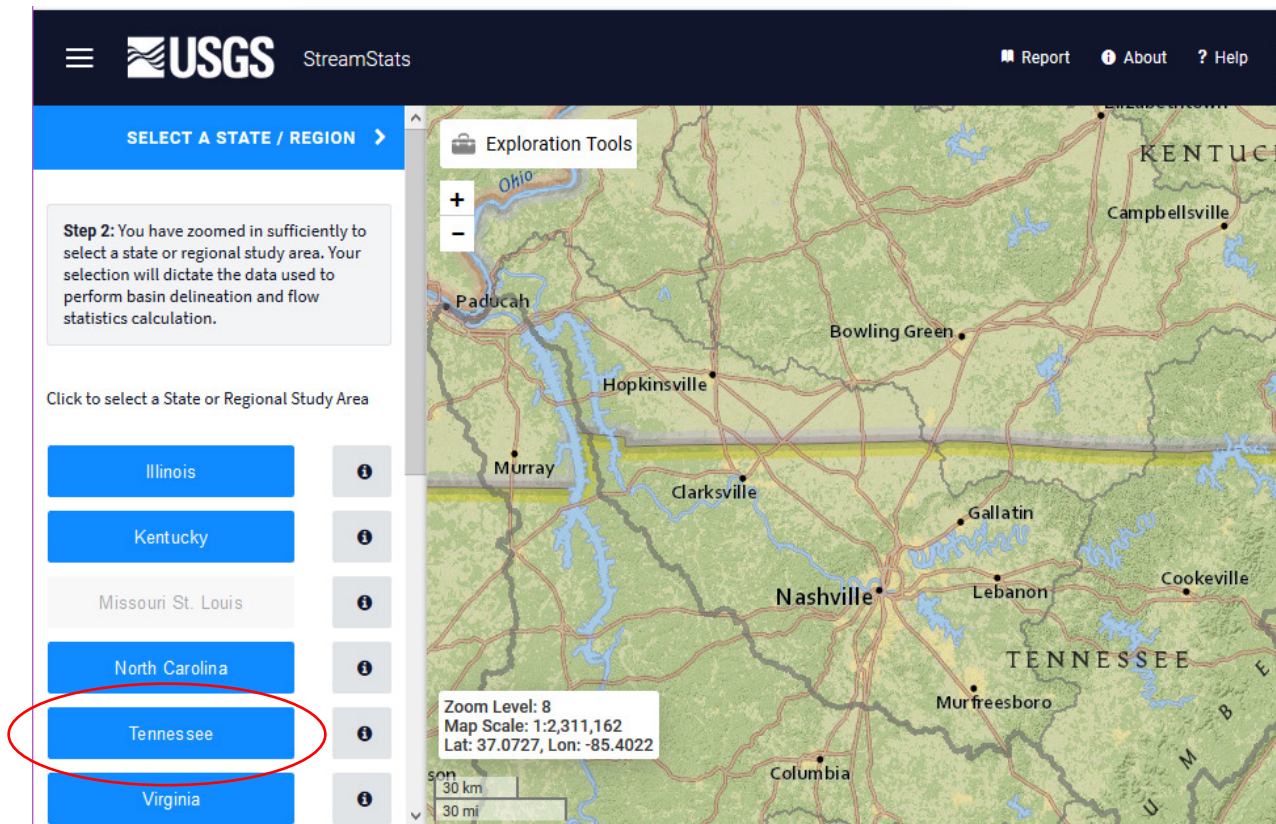 USGS StreamStats
Report About ? Help
SELECT A STATE / REGION
Step 2: You have zoomed in sufficiently to
select a state or regional study area. Your
selection will dictate the data used to
perform basin delineation and flow
statistics calculation.
Click to select a State or Regional Study Area
Illinois
Kentucky
Missouri St. Louis
North Carolina
Tennessee
Virginia
Exploration Tools
+
−
Ohio
KENTUC
Campbellsville
Paducah
Bowling Green
Hopkinsville
Murray
Clarksville
Gallatin
Nashville
Lebanon
Cookeville
TENNESSEE
Murfreesboro
Columbia
U M B E
Zoom Level: 8
Map Scale: 1:2,311,162
Lat: 37.0727, Lon: -85.4022
son
30 km
30 mi